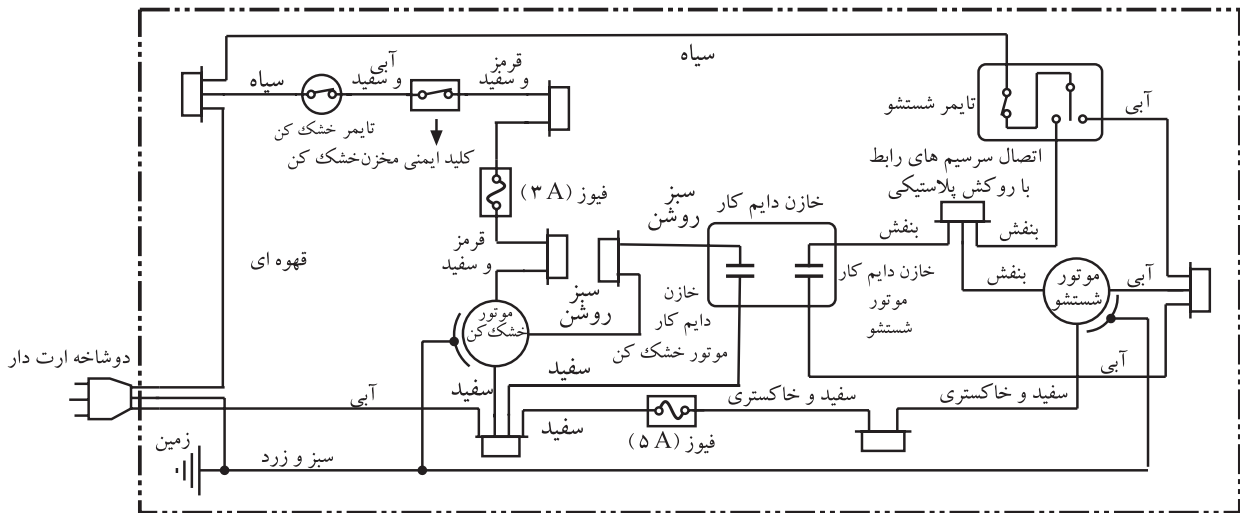 سیاه
سیاه
آبی
و سفید
قرمز
و سفید
تایمر خشک کن
کلید ایمنی مخزن خشک کن
تایمر شستشو
آبی
اتصال سرسیم های رابط
با روکش پلاستیکی
فیوز (۳ A)
سبز
روشن
خازن دایم کار
بنفش
بنفش
قهوه ای
قرمز
و سفید
خازن دایم کار
موتور
شستشو
بنفش
موتور
شستشو
آبی
سبز
روشن
خازن
دایم کار
موتور خشک کن
موتور
خشک کن
دوشاخه ارت دار
آبی
سفید
سفید
آبی
سفید و خاکستری
سفید و خاکستری
سفید
فیوز (۵ A)
زمین
سبز و زرد